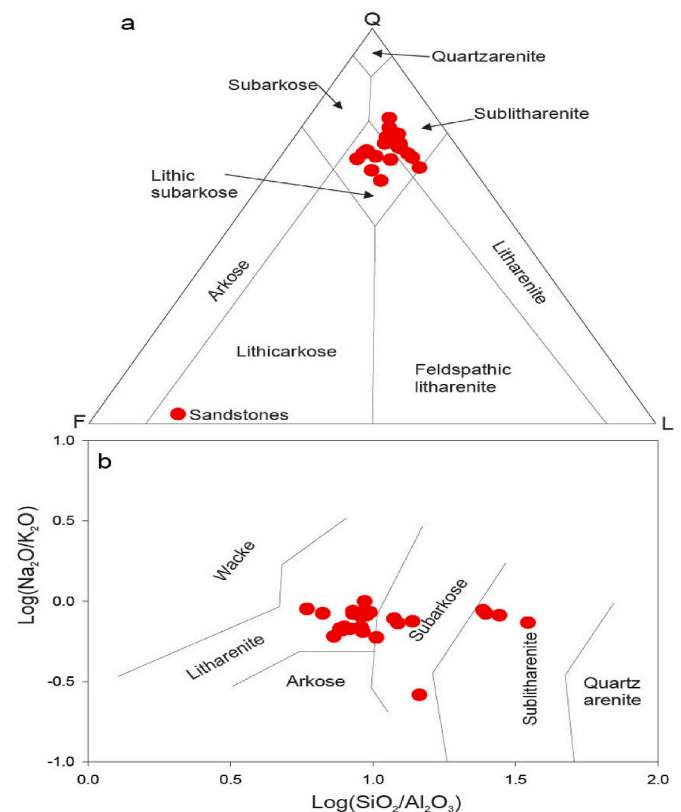 a
Q
Quartzarenite
Subarkose
Sublitharenite
Lithic
subarkose
Arkose
Litharenite
Lithicarkose
Feldspathic
litharenite
F
Sandstones
L
b
1.0
0.5
0.0
-0.5
-1.0
Log(Na₂O/K₂O)
Wacke
Litharenite
Arkose
Subarkose
Sublitharenite
Quartz
arenite
0.0
0.5
1.0
1.5
2.0
Log(SiO₂/Al₂O₃)